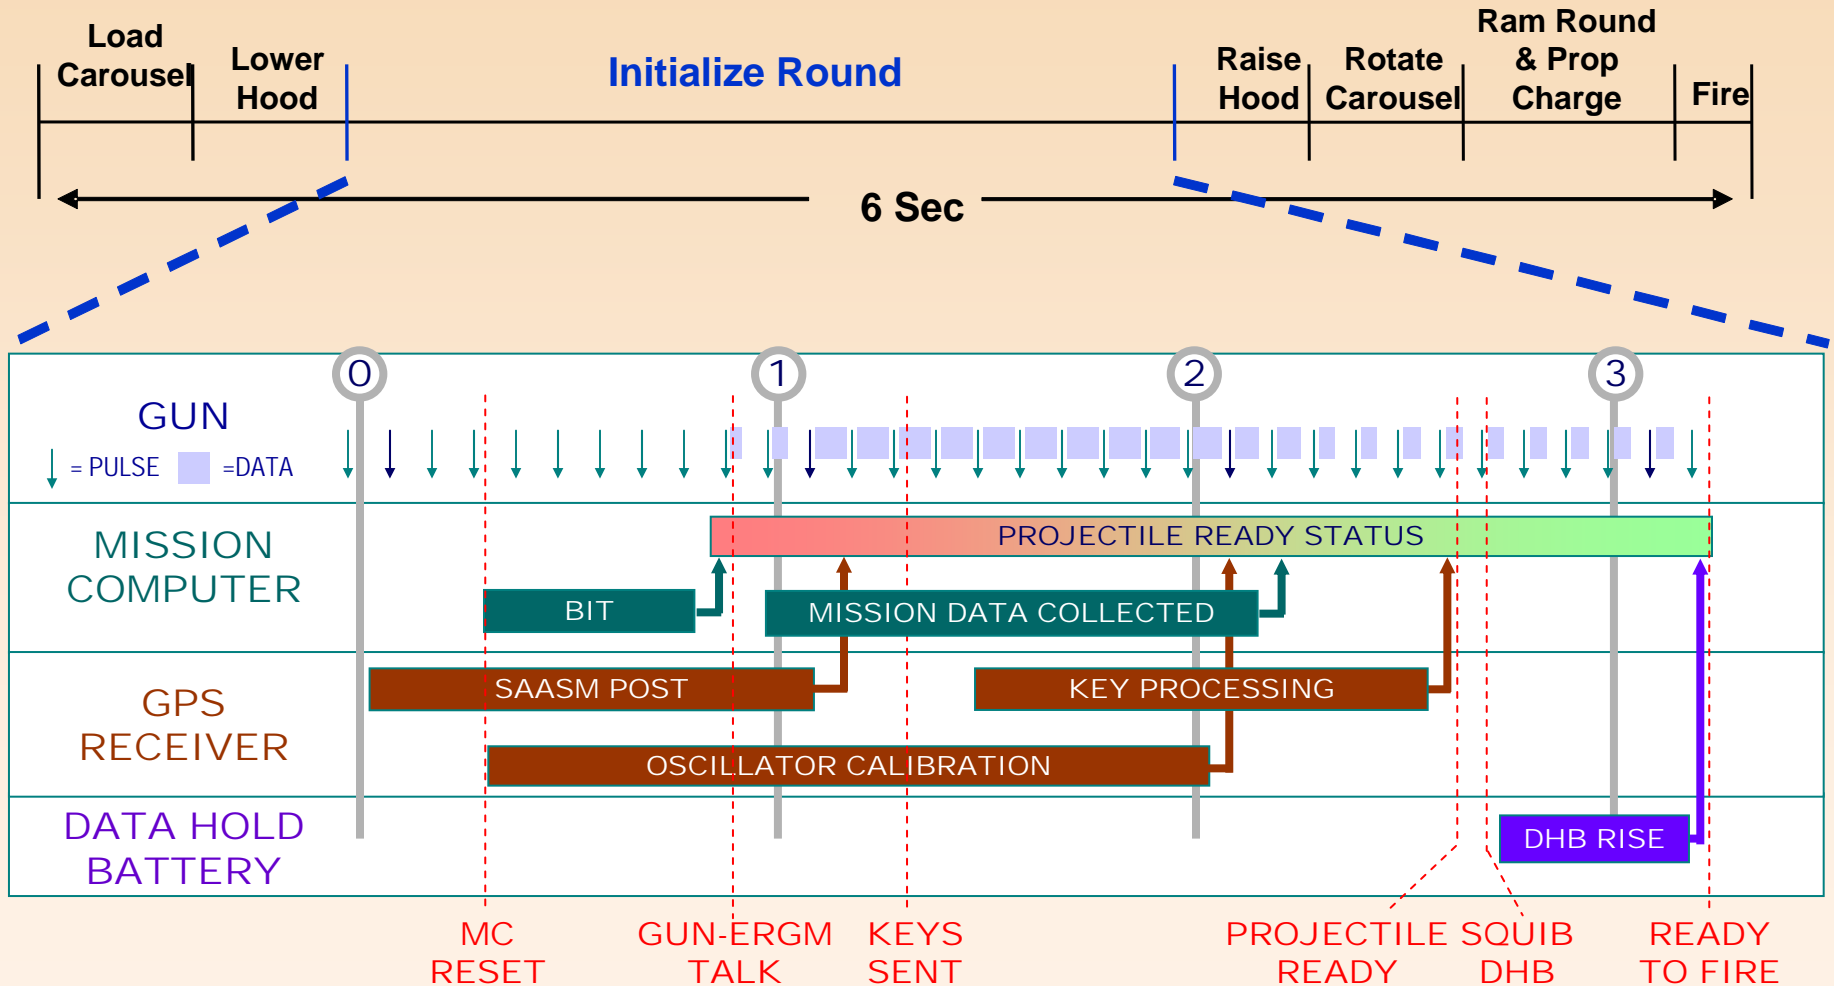 Load
Carousel
Lower
Hood
Initialize Round
Raise
Hood
Rotate
Carousel
Ram Round
& Prop
Charge
Fire
6 Sec
0
1
2
3
GUN
= PULSE
=DATA
MISSION
COMPUTER
PROJECTILE READY STATUS
BIT
MISSION DATA COLLECTED
GPS
RECEIVER
SAASM POST
KEY PROCESSING
OSCILLATOR CALIBRATION
DATA HOLD
BATTERY
DHB RISE
MC
RESET
GUN-ERGM
TALK
KEYS
SENT
PROJECTILE
READY
SQUIB
DHB
READY
TO FIRE